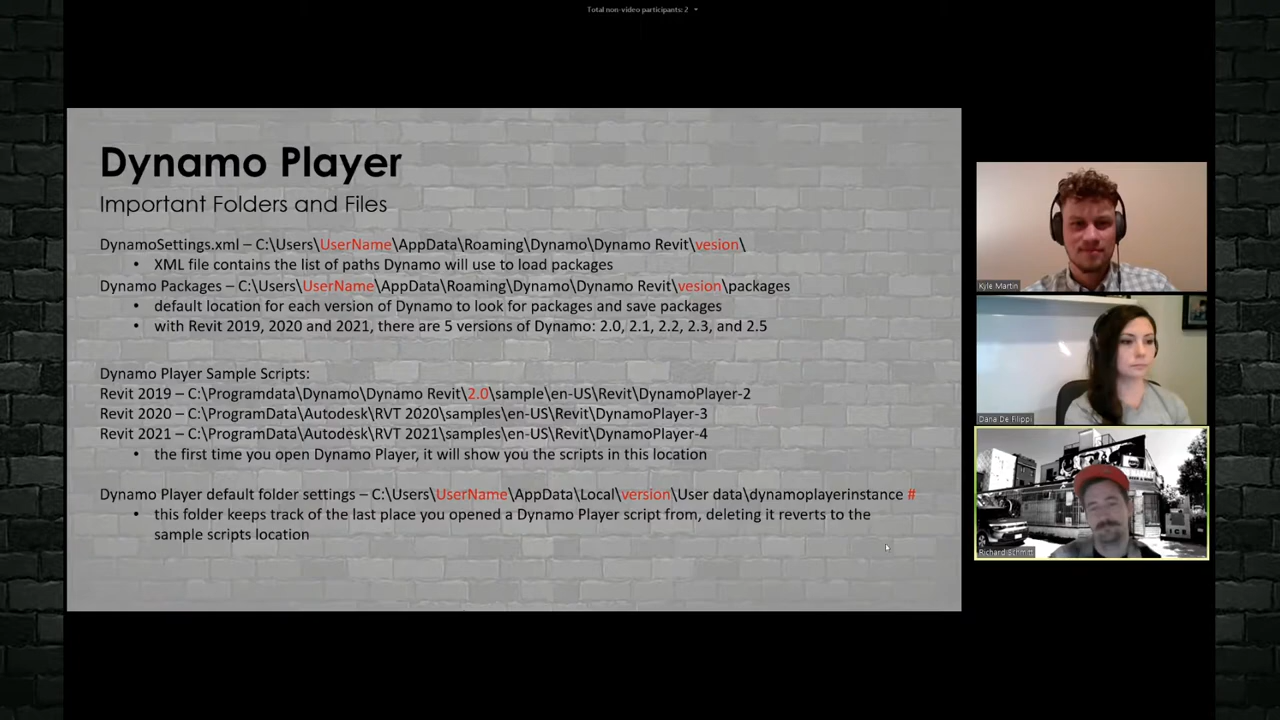 Total non-video participants: 2
Dynamo Player
Important Folders and Files
DynamoSettings.xml – C:\Users\UserName\AppData\Roaming\Dynamo\Dynamo Revit\vesion\
• XML file contains the list of paths Dynamo will use to load packages
Dynamo Packages – C:\Users\UserName\AppData\Roaming\Dynamo\Dynamo Revit\vesion\packages
• default location for each version of Dynamo to look for packages and save packages
• with Revit 2019, 2020 and 2021, there are 5 versions of Dynamo: 2.0, 2.1, 2.2, 2.3, and 2.5
Dynamo Player Sample Scripts:
Revit 2019 – C:\Programdata\Dynamo\Dynamo Revit\2.0\sample\en-US\Revit\DynamoPlayer-2
Revit 2020 – C:\ProgramData\Autodesk\RVT 2020\samples\en-US\Revit\DynamoPlayer-3
Revit 2021 – C:\ProgramData\Autodesk\RVT 2021\samples\en-US\Revit\DynamoPlayer-4
• the first time you open Dynamo Player, it will show you the scripts in this location
Dynamo Player default folder settings – C:\Users\UserName\AppData\Local\version\User data\dynamoplayerinstance #
• this folder keeps track of the last place you opened a Dynamo Player script from, deleting it reverts to the
sample scripts location
Kyle Martin
Dana De Filippi
ICE
Richard Schmitt